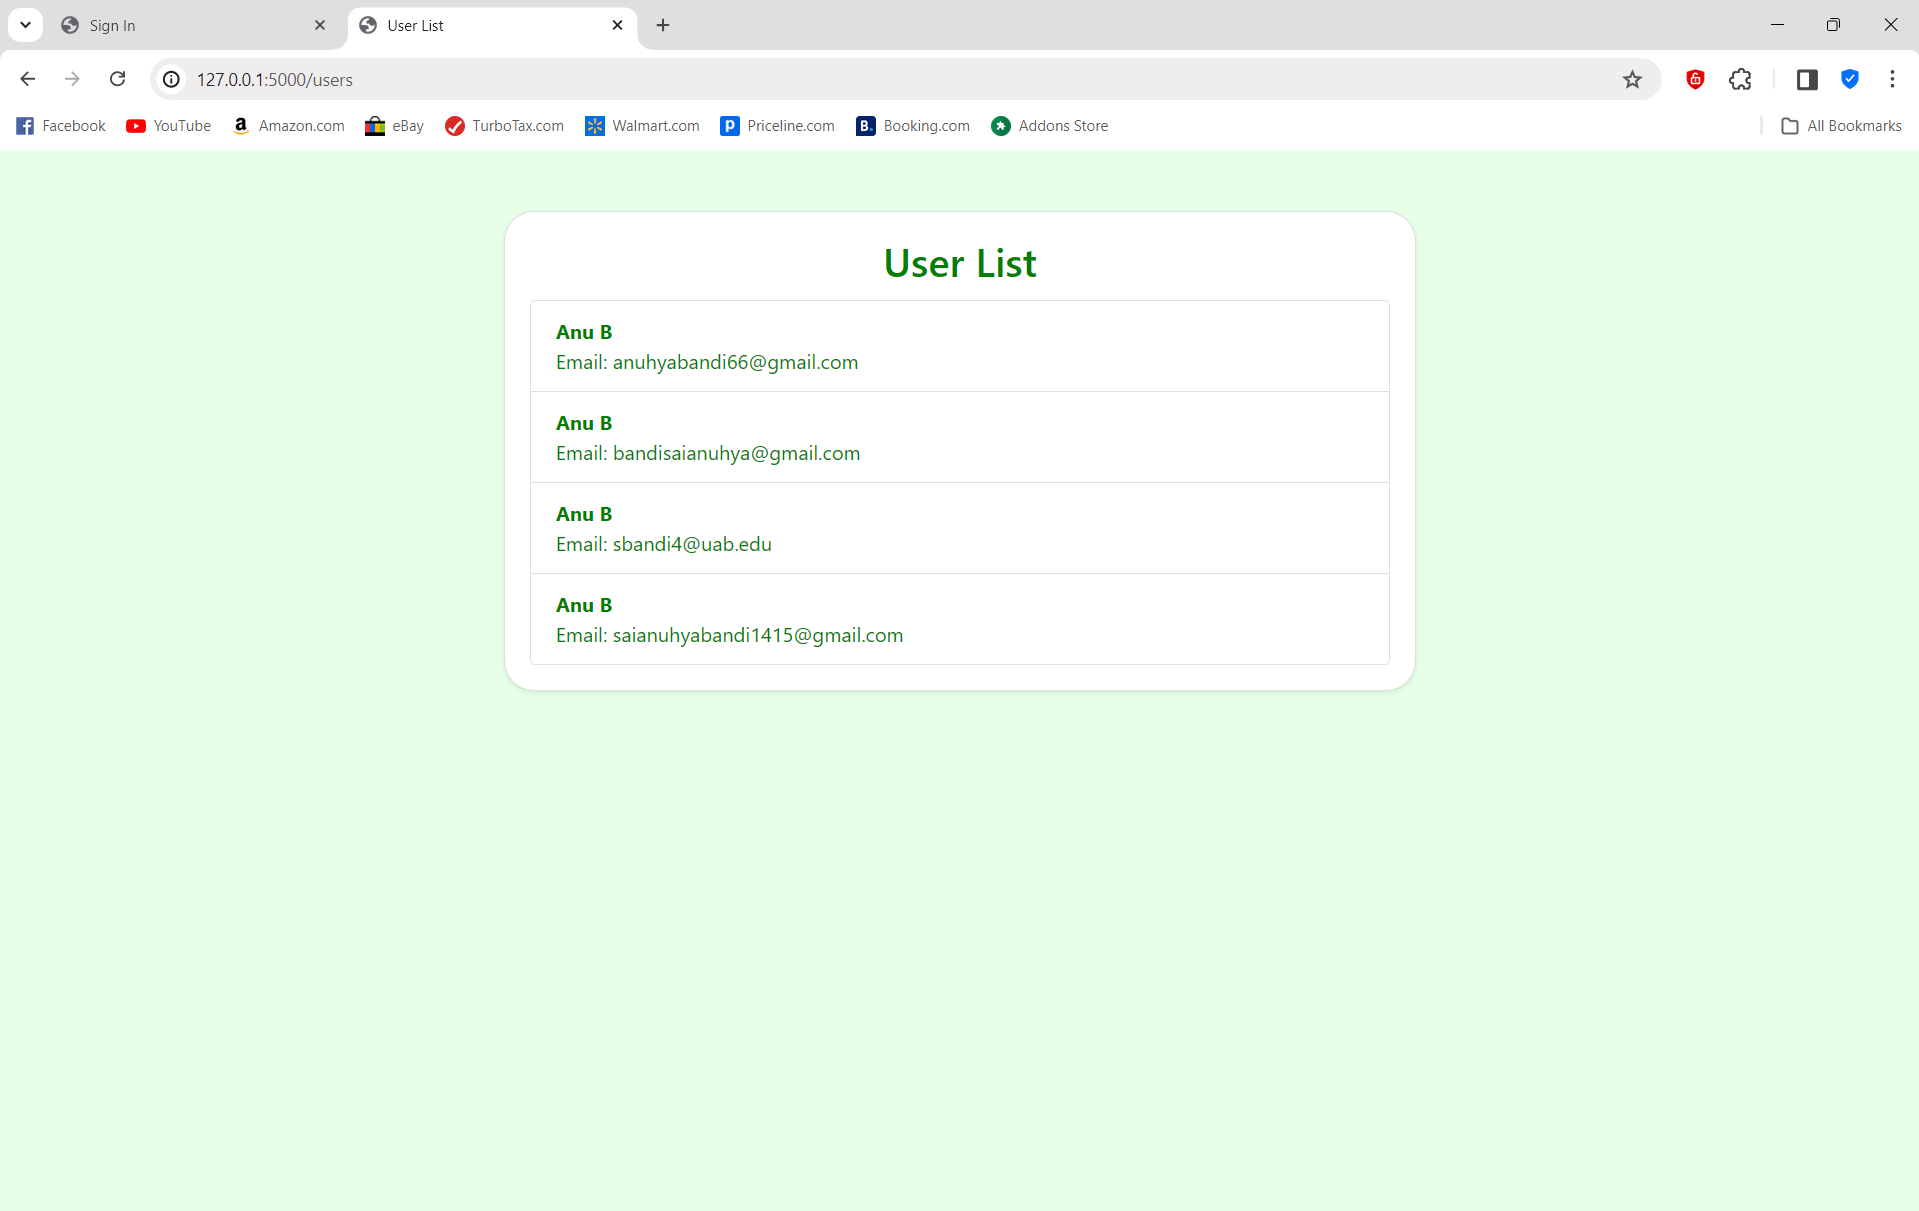 Sign In
User List
127.0.0.1:5000/users
Facebook
YouTube
Amazon.com
eBay
TurboTax.com
Walmart.com
Priceline.com
Booking.com
Addons Store
All Bookmarks
User List
Anu B
Email: anuhyabandi66@gmail.com
Anu B
Email: bandisaianuhya@gmail.com
Anu B
Email: sbandi4@uab.edu
Anu B
Email: saianuhyabandi1415@gmail.com